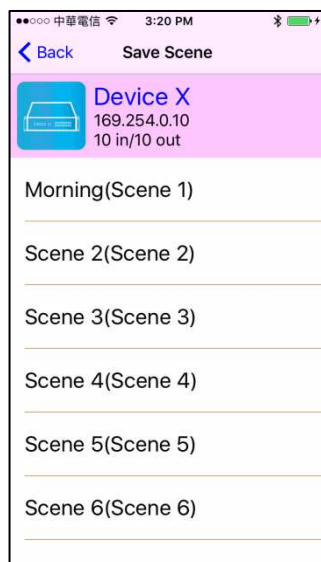 中華電信 3:20 PM
Back Save Scene
Device X
169.254.0.10
10 in/10 out
Morning(Scene 1)
Scene 2(Scene 2)
Scene 3(Scene 3)
Scene 4(Scene 4)
Scene 5(Scene 5)
Scene 6(Scene 6)